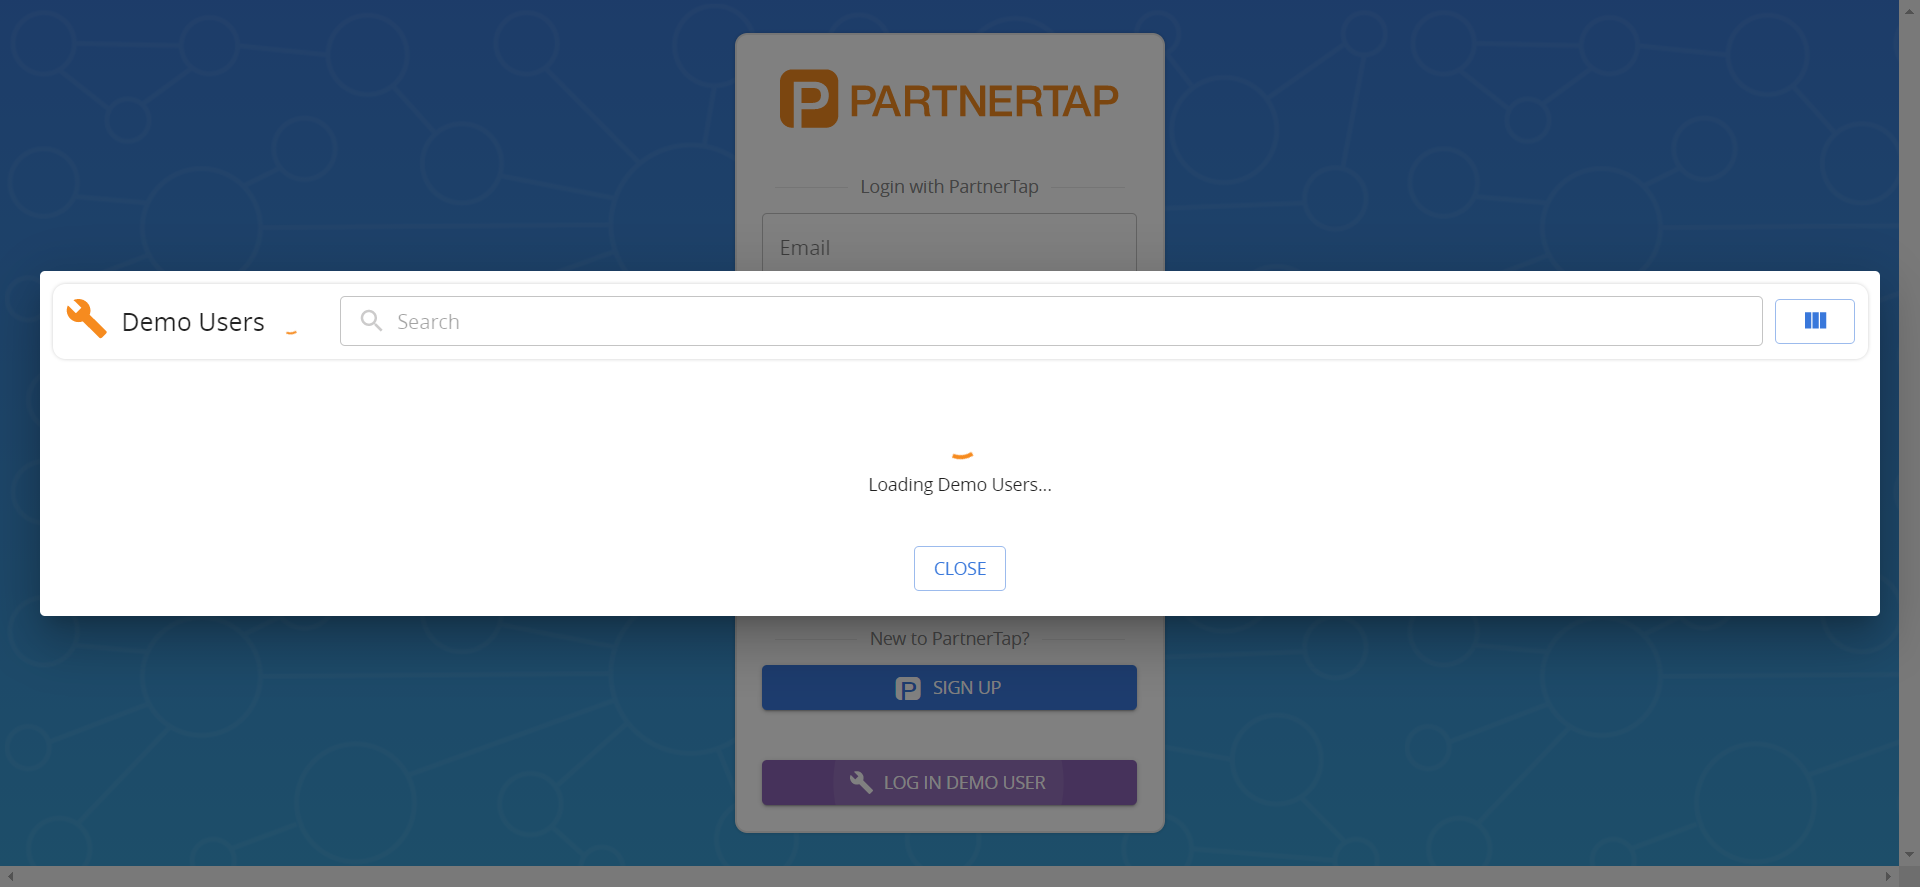 PARTNERTAP
Login with PartnerTap
Email
Demo Users
Search
Loading Demo Users...
CLOSE
New to PartnerTap?
SIGN UP
LOG IN DEMO USER